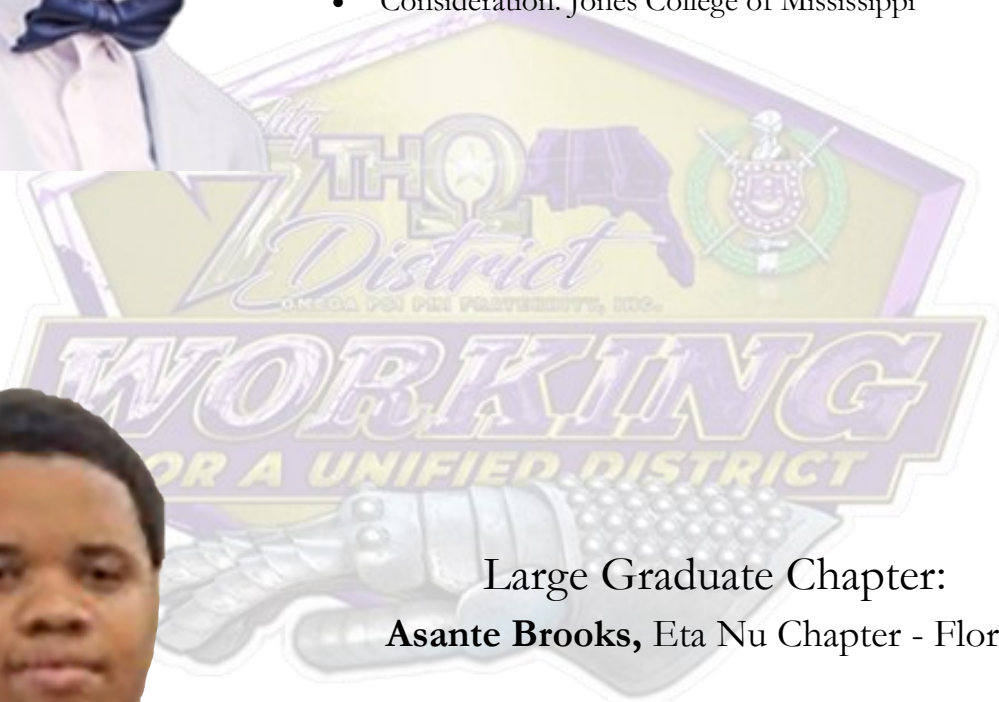 • Consideration: Jones College of Mississippi
7TH Ω
District
OMEGA PSI PHI FRATERNITY, INC.
WORKING
FOR A UNIFIED DISTRICT
Large Graduate Chapter:
Asante Brooks, Eta Nu Chapter - Flor